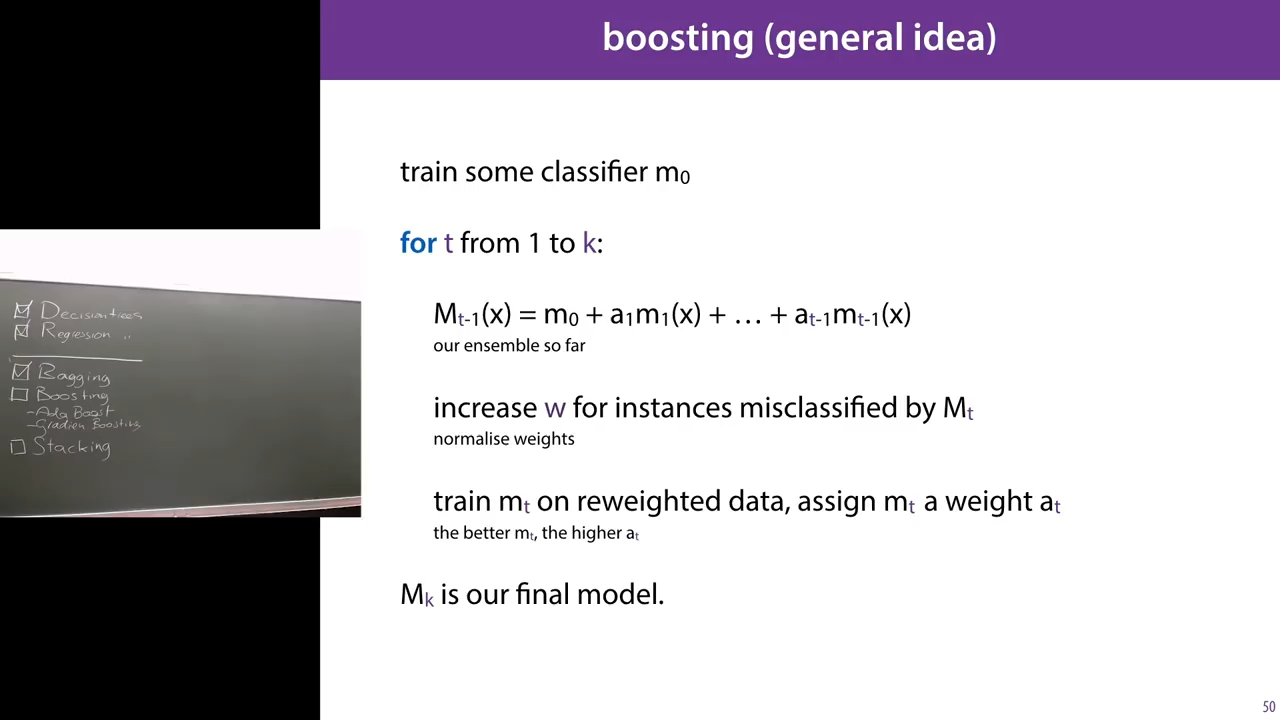 boosting (general idea)
train some classifier m₀
for t from 1 to k:
Mₜ₋₁(x) = m₀ + a₁m₁(x) + … + aₜ₋₁mₜ₋₁(x)
our ensemble so far
increase w for instances misclassified by Mₜ
normalise weights
train mₜ on reweighted data, assign mₜ a weight aₜ
the better mₜ, the higher aₜ
Mₖ is our final model.
50
Decisiontrees
Regression "
Bagging
Boosting
- Ada Boost
- Gradien Boosting
Stacking